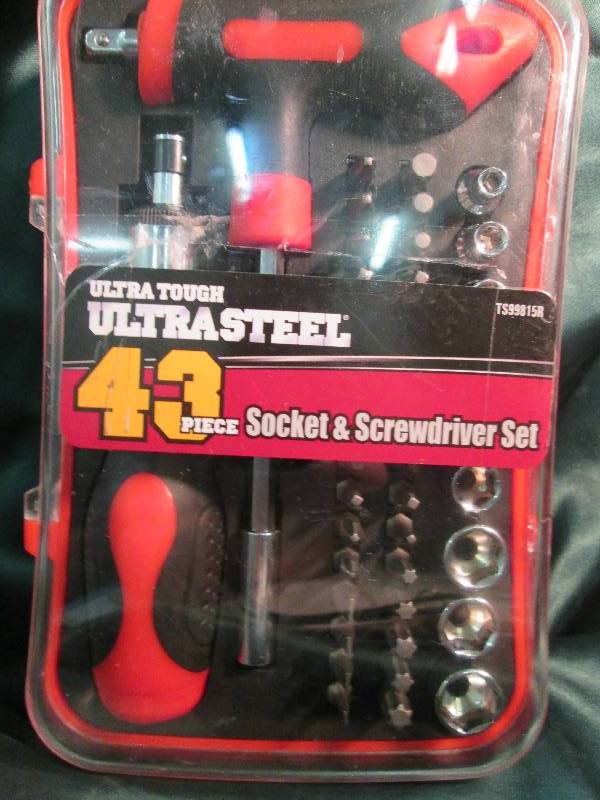 ULTRA TOUGH
ULTRASTEEL®
TS99815R
43 PIECE Socket & Screwdriver Set